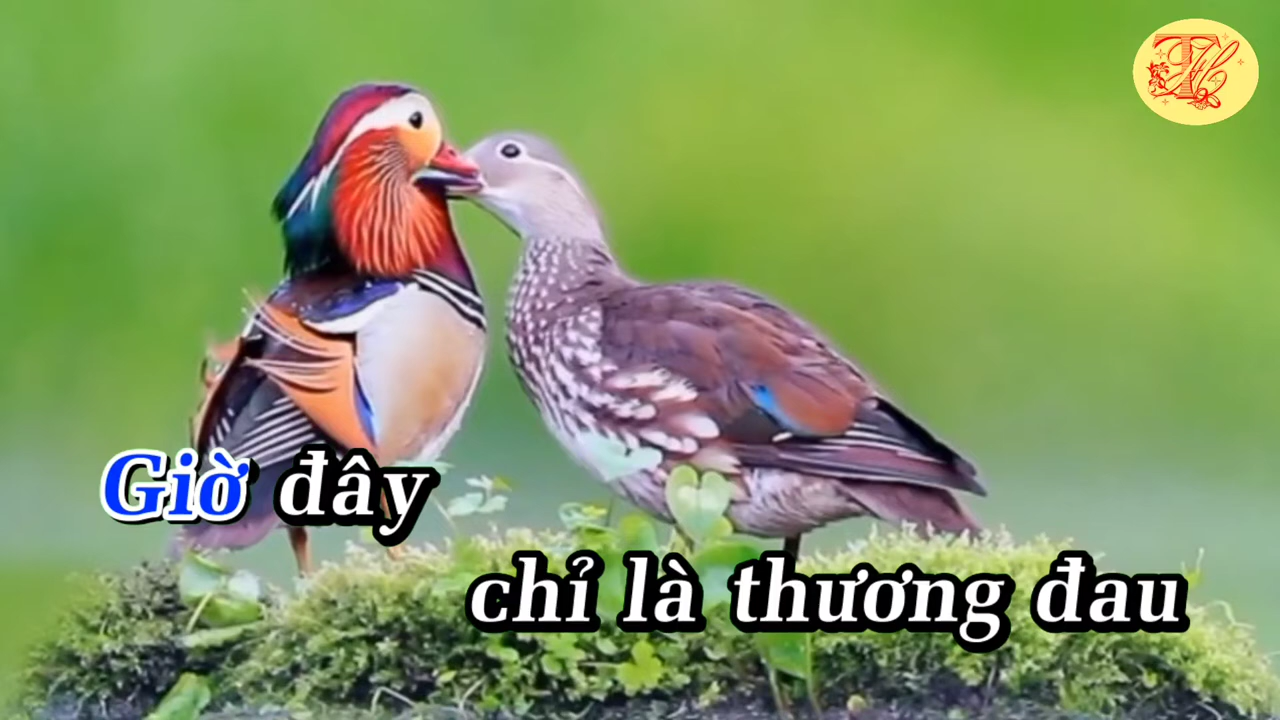 Giờ đây
chỉ là thương đau